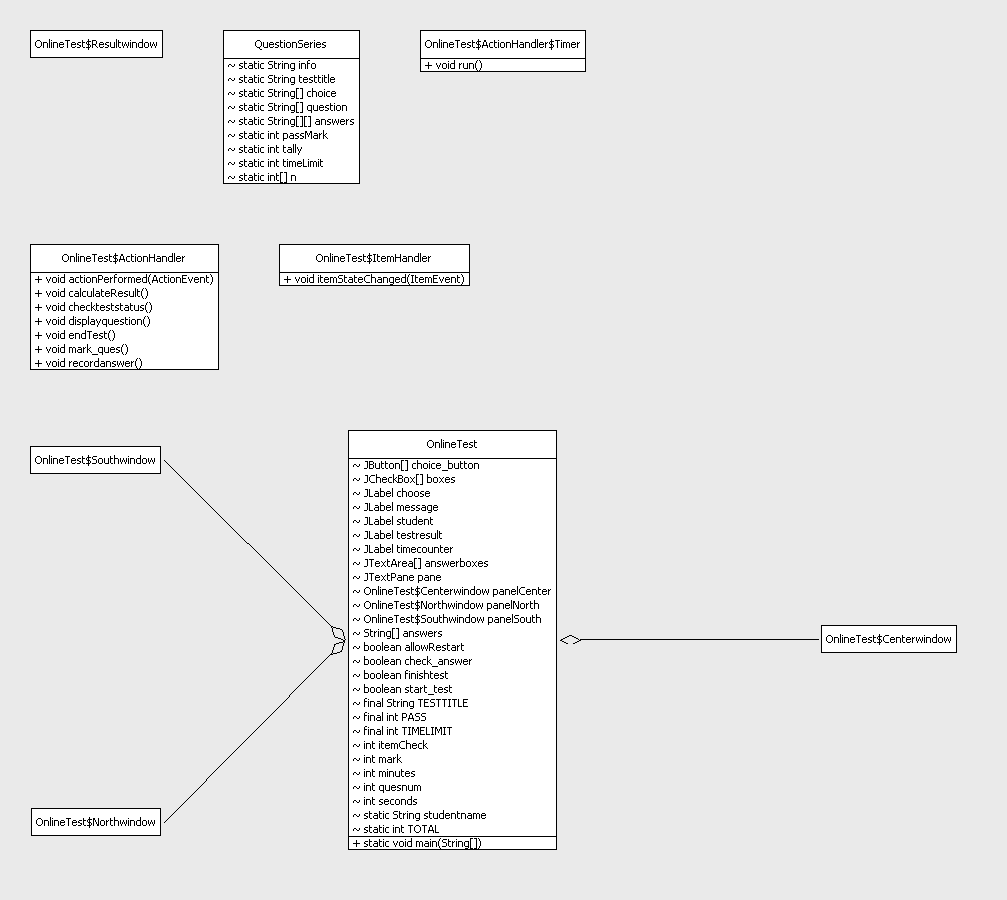 OnlineTest$Resultwindow
QuestionSeries
~ static String info
~ static String testtitle
~ static String[] choice
~ static String[] question
~ static String[][] answers
~ static int passMark
~ static int tally
~ static int timeLimit
~ static int[] n
OnlineTest$ActionHandler$Timer
+ void run()
OnlineTest$ActionHandler
+ void actionPerformed(ActionEvent)
+ void calculateResult()
+ void checkteststatus()
+ void displayquestion()
+ void endTest()
+ void mark_ques()
+ void recordanswer()
OnlineTest$ItemHandler
+ void itemStateChanged(ItemEvent)
OnlineTest$Southwindow
OnlineTest
~ JButton[] choice_button
~ JCheckBox[] boxes
~ JLabel choose
~ JLabel message
~ JLabel student
~ JLabel testresult
~ JLabel timecounter
~ JTextArea[] answerboxes
~ JTextPane pane
~ OnlineTest$Centerwindow panelCenter
~ OnlineTest$Northwindow panelNorth
~ OnlineTest$Southwindow panelSouth
~ String[] answers
~ boolean allowRestart
~ boolean check_answer
~ boolean finishtest
~ boolean start_test
~ final String TESTTITLE
~ final int PASS
~ final int TIMELIMIT
~ int itemCheck
~ int mark
~ int minutes
~ int quesnum
~ int seconds
~ static String studentname
~ static int TOTAL
+ static void main(String[])
OnlineTest$Centerwindow
OnlineTest$Northwindow